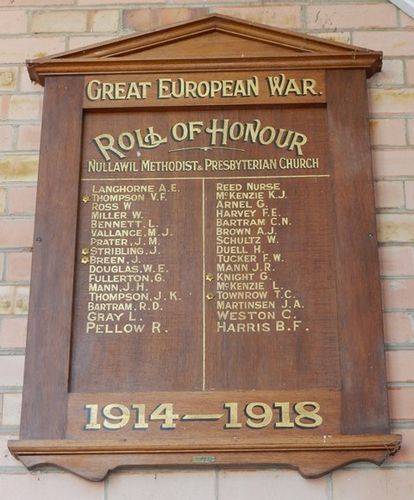 GREAT EUROPEAN WAR.
ROLL OF HONOUR
NULLAWIL METHODIST & PRESBYTERIAN CHURCH
LANGHORNE A.E.
THOMPSON V.F.
ROSS W.
MILLER W.
BENNETT. L.
VALLANCE, M.J.
PRATER, J.M.
STRIBLING. J.
BREEN, J.
DOUGLAS, W.E.
FULLERTON, G.
MANN, J.H.
THOMPSON, J.K.
BARTRAM, R.D.
GRAY L.
PELLOW R.
REED NURSE
MCKENZIE K.J.
ARNEL G.
HARVEY F.E.
BARTRAM C.N.
BROWN A.J.
SCHULTZ W.
DUELL H.
TUCKER F.W.
MANN J.R.
KNIGHT G.
MCKENZIE L.
TOWNROW T.C.
MARTINSEN J.A.
WESTON C.
HARRIS B.F.
1914—1918